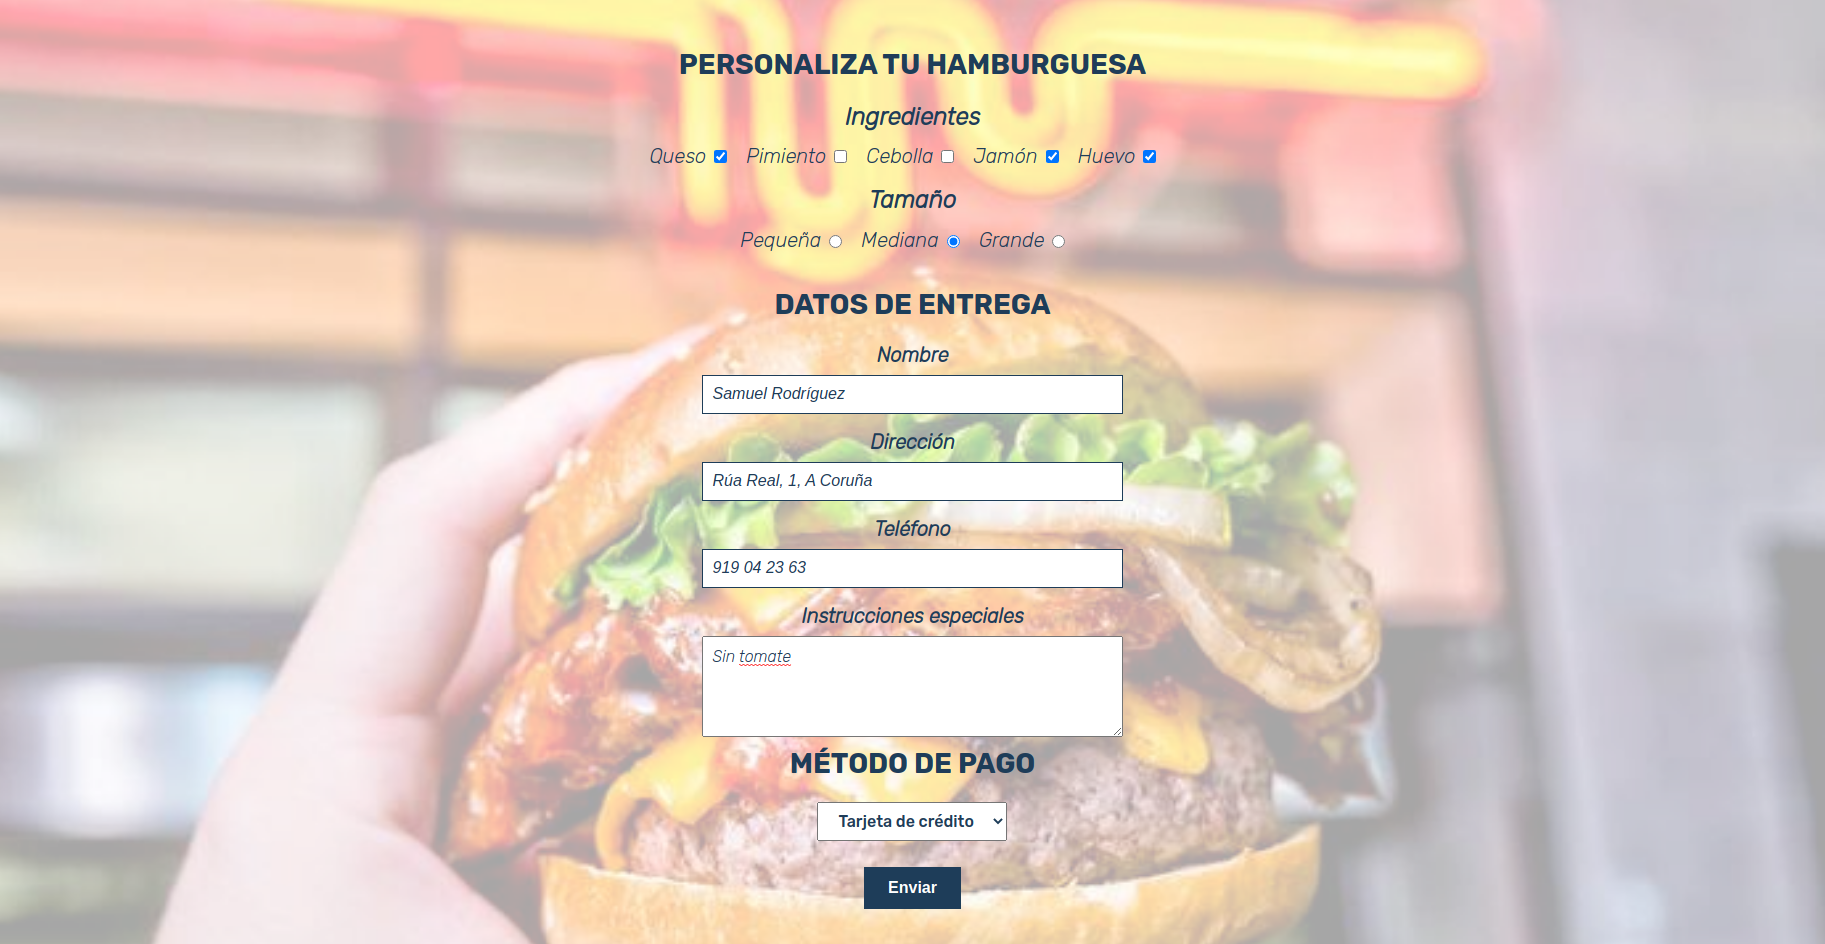 PERSONALIZA TU HAMBURGUESA
Ingredientes
Queso Pimiento Cebolla Jamón Huevo
Tamaño
Pequeña Mediana Grande
DATOS DE ENTREGA
Nombre
Samuel Rodríguez
Dirección
Rúa Real, 1, A Coruña
Teléfono
919 04 23 63
Instrucciones especiales
Sin tomate
MÉTODO DE PAGO
Tarjeta de crédito
Enviar